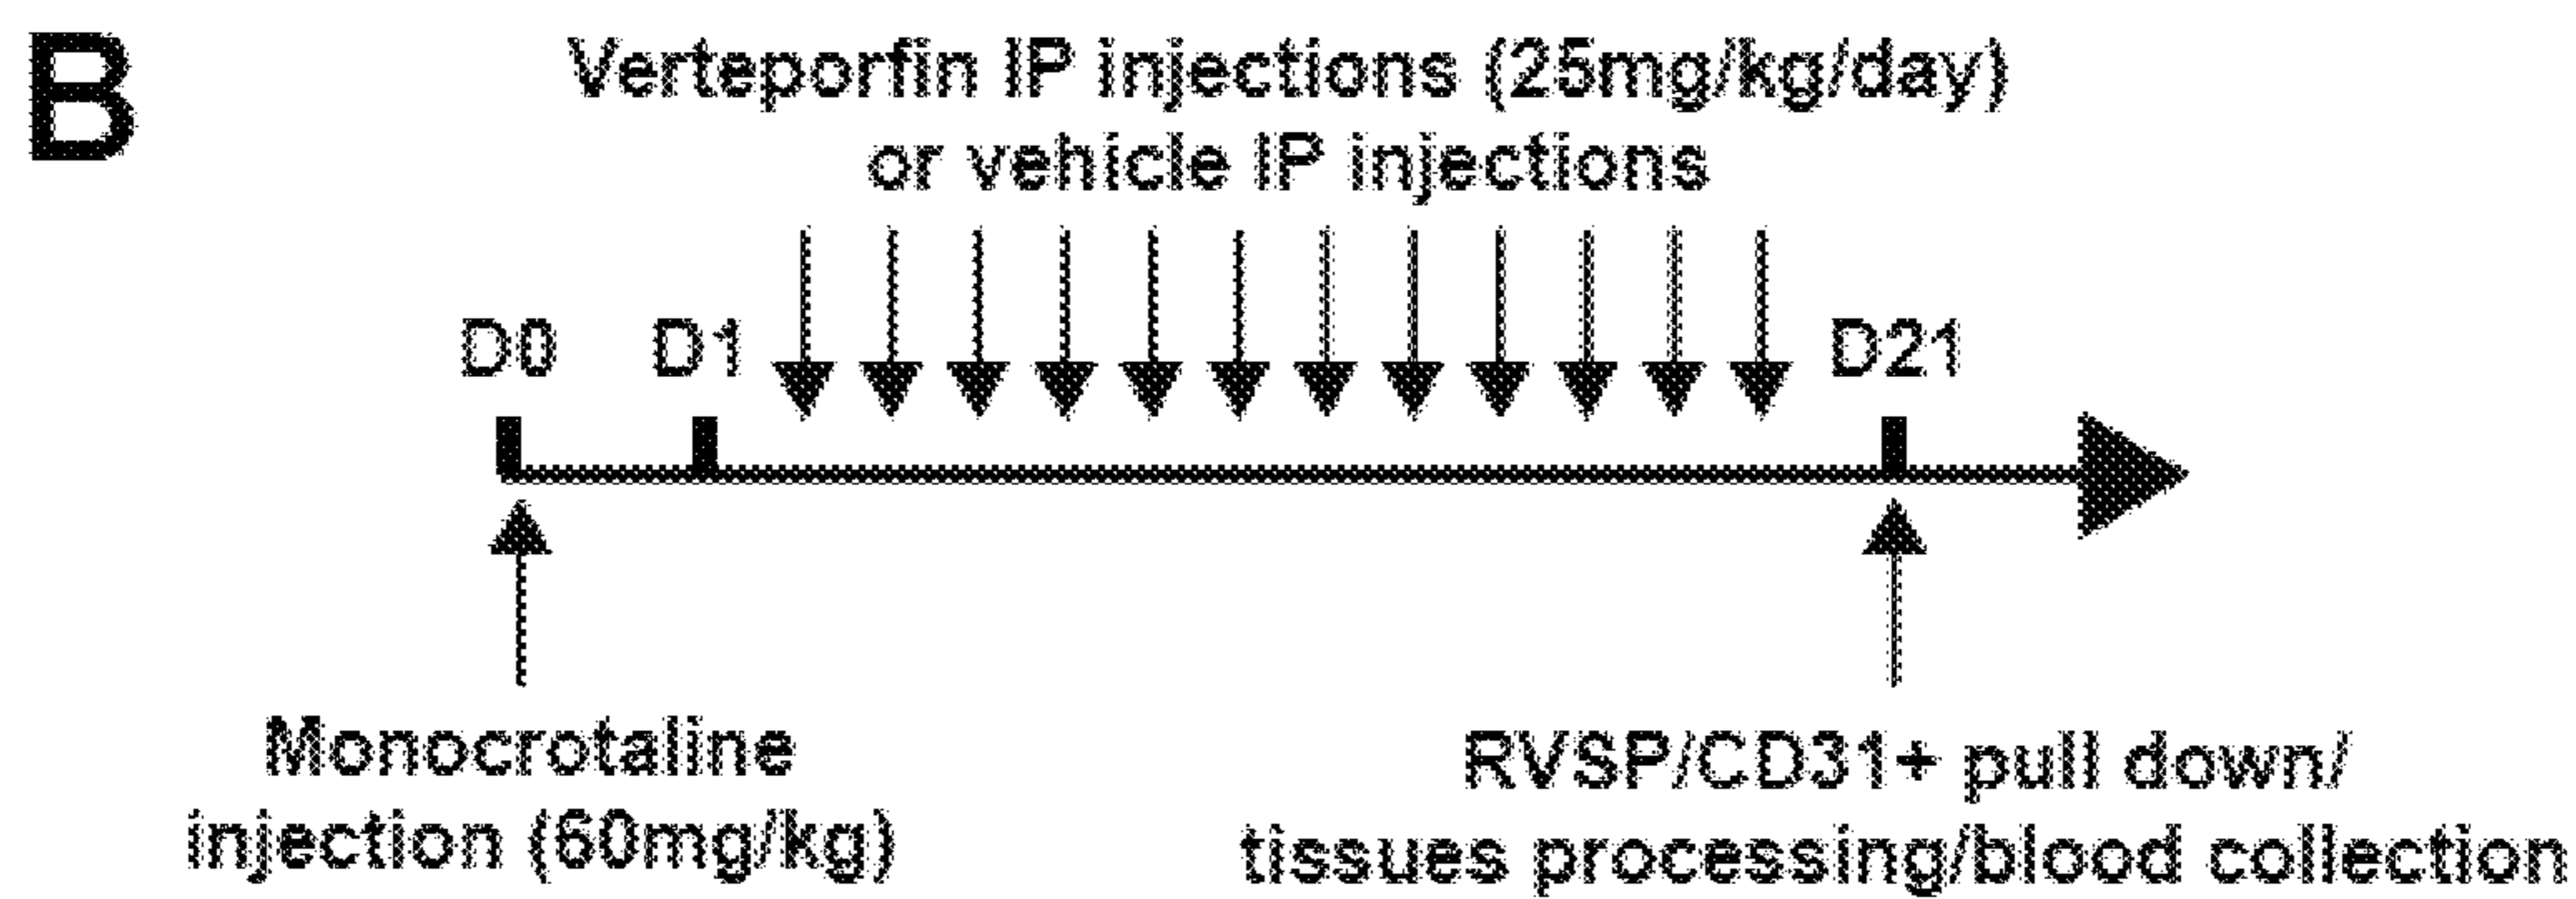 B
Verteporfin IP injections (25mg/kg/day)
or vehicle IP injections
D0 D1 D21
Monocrotaline
injection (60mg/kg)
RVSP/CD31+ pull down/
tissues processing/blood collection